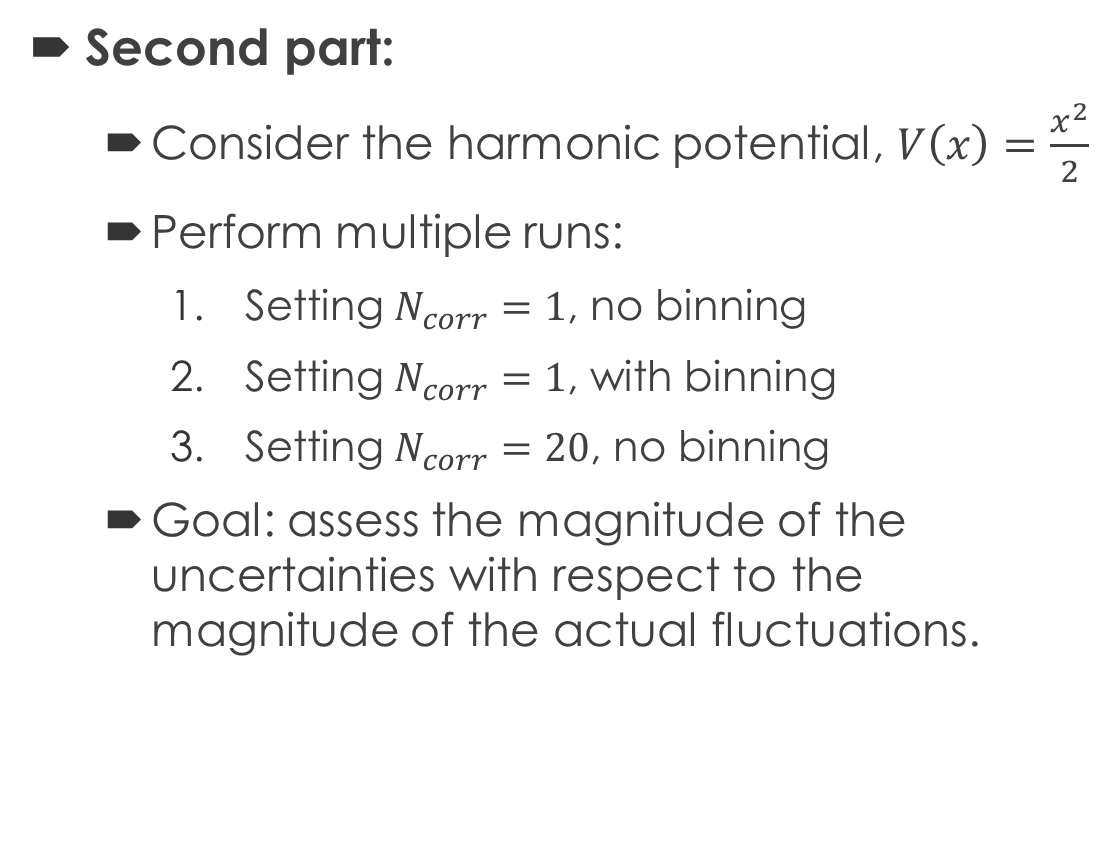 Second part:
Consider the harmonic potential, V(x) = x²/2
Perform multiple runs:
1. Setting N_corr = 1, no binning
2. Setting N_corr = 1, with binning
3. Setting N_corr = 20, no binning
Goal: assess the magnitude of the
uncertainties with respect to the
magnitude of the actual fluctuations.